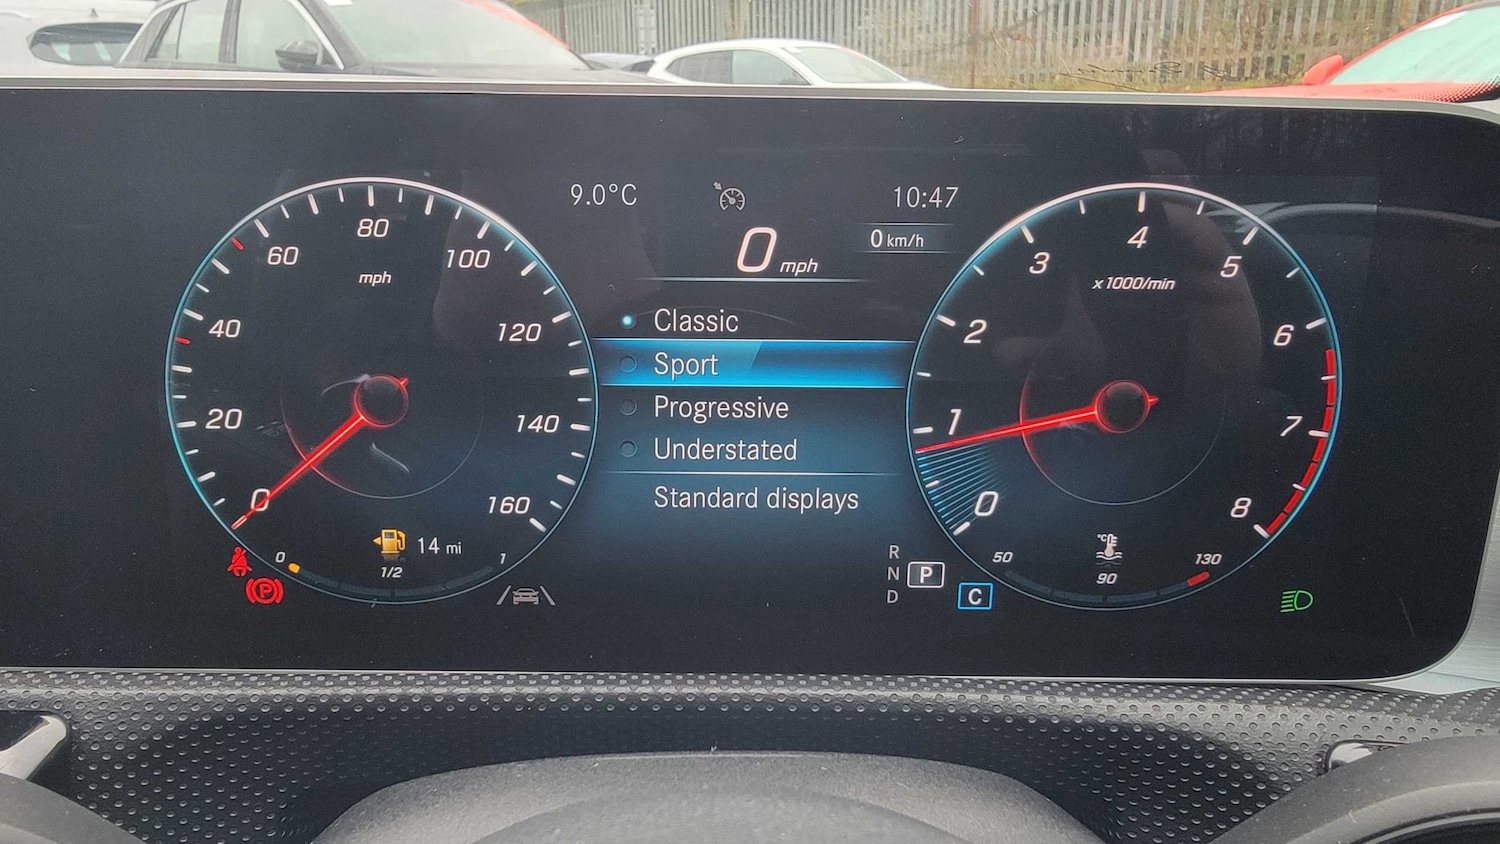 9.0°C
10:47
0 mph
0 km/h
Classic
Sport
Progressive
Understated
Standard displays
0
20
40
60
80
100
120
140
160
mph
14 mi
0
1/2
1
R
N
D
P
C
0
1
2
3
4
5
6
7
8
x1000/min
°C
50
90
130
P